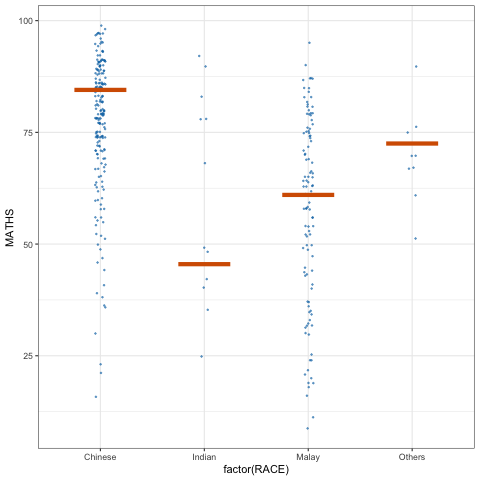 100
75
50
25
MATHS
Chinese
Indian
Malay
Others
factor(RACE)